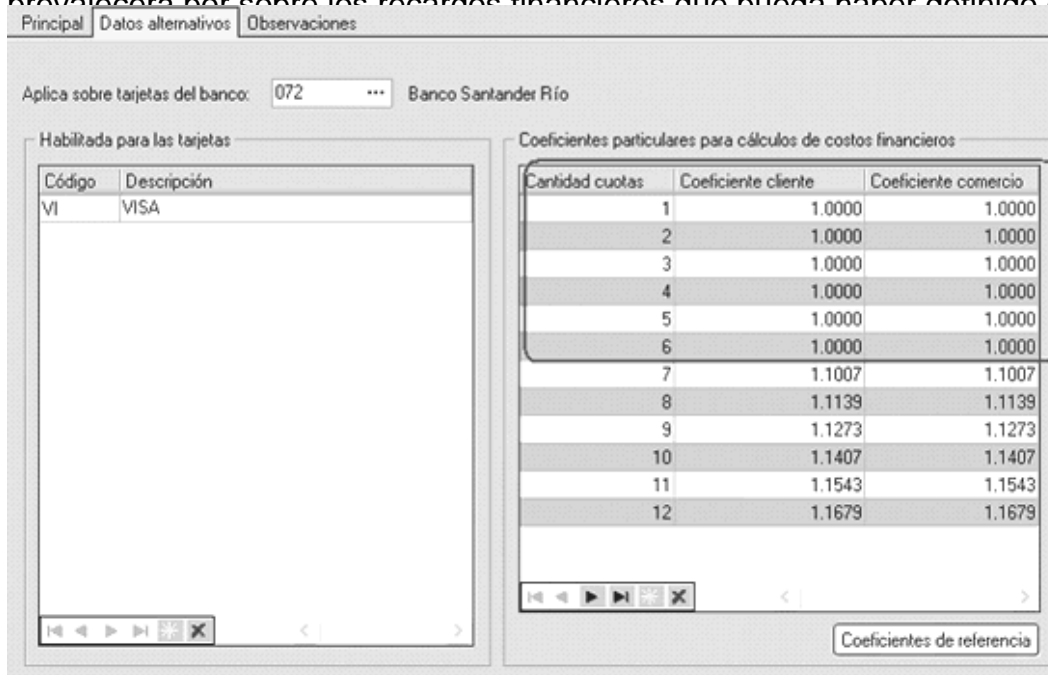 prevalecerá por sobre los recargos financieros que pueda haber definido
Principal Datos alternativos Observaciones
Aplica sobre tarjetas del banco: 072 ... Banco Santander Río
Habilitada para las tarjetas
Código Descripción
VI VISA
Coeficientes particulares para cálculos de costos financieros
Cantidad cuotas Coeficiente cliente Coeficiente comercio
1 1.0000 1.0000
2 1.0000 1.0000
3 1.0000 1.0000
4 1.0000 1.0000
5 1.0000 1.0000
6 1.0000 1.0000
7 1.1007 1.1007
8 1.1139 1.1139
9 1.1273 1.1273
10 1.1407 1.1407
11 1.1543 1.1543
12 1.1679 1.1679
Coeficientes de referencia